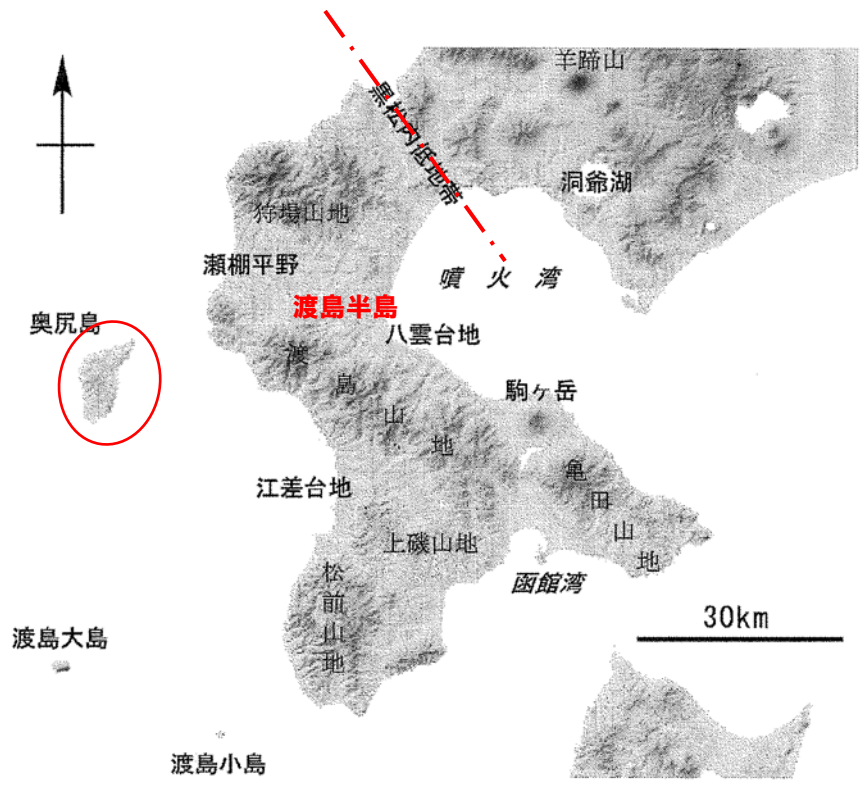 羊蹄山
黒松内低地帯
洞爺湖
狩場山地
瀬棚平野
噴火湾
渡島半島
奥尻島
八雲台地
渡島山地
駒ヶ岳
亀田山地
江差台地
上磯山地
松前山地
函館湾
30km
渡島大島
渡島小島